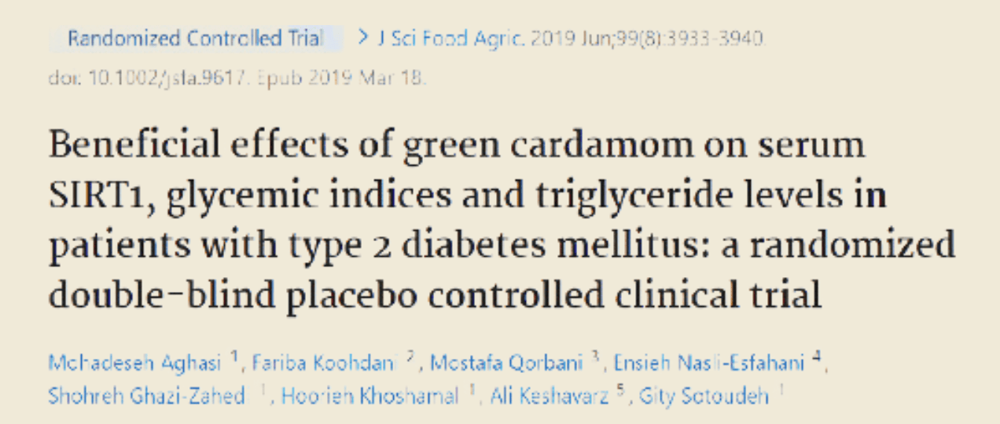 Randomized Controlled Trial > J Sci Food Agric. 2019 Jun;99(8):3933-3940.
doi: 10.1002/jsfa.9617. Epub 2019 Mar 18.
Beneficial effects of green cardamom on serum
SIRT1, glycemic indices and triglyceride levels in
patients with type 2 diabetes mellitus: a randomized
double-blind placebo controlled clinical trial
Mohadeseh Aghasi 1, Fariba Koohdani 2, Mostafa Qorbani 3, Ensieh Nasli-Esfahani 4,
Shohreh Ghazi-Zahedi 1, Hoorieh Khoshamal 1, Ali Keshavarz 5, Gity Sotoudeh 1